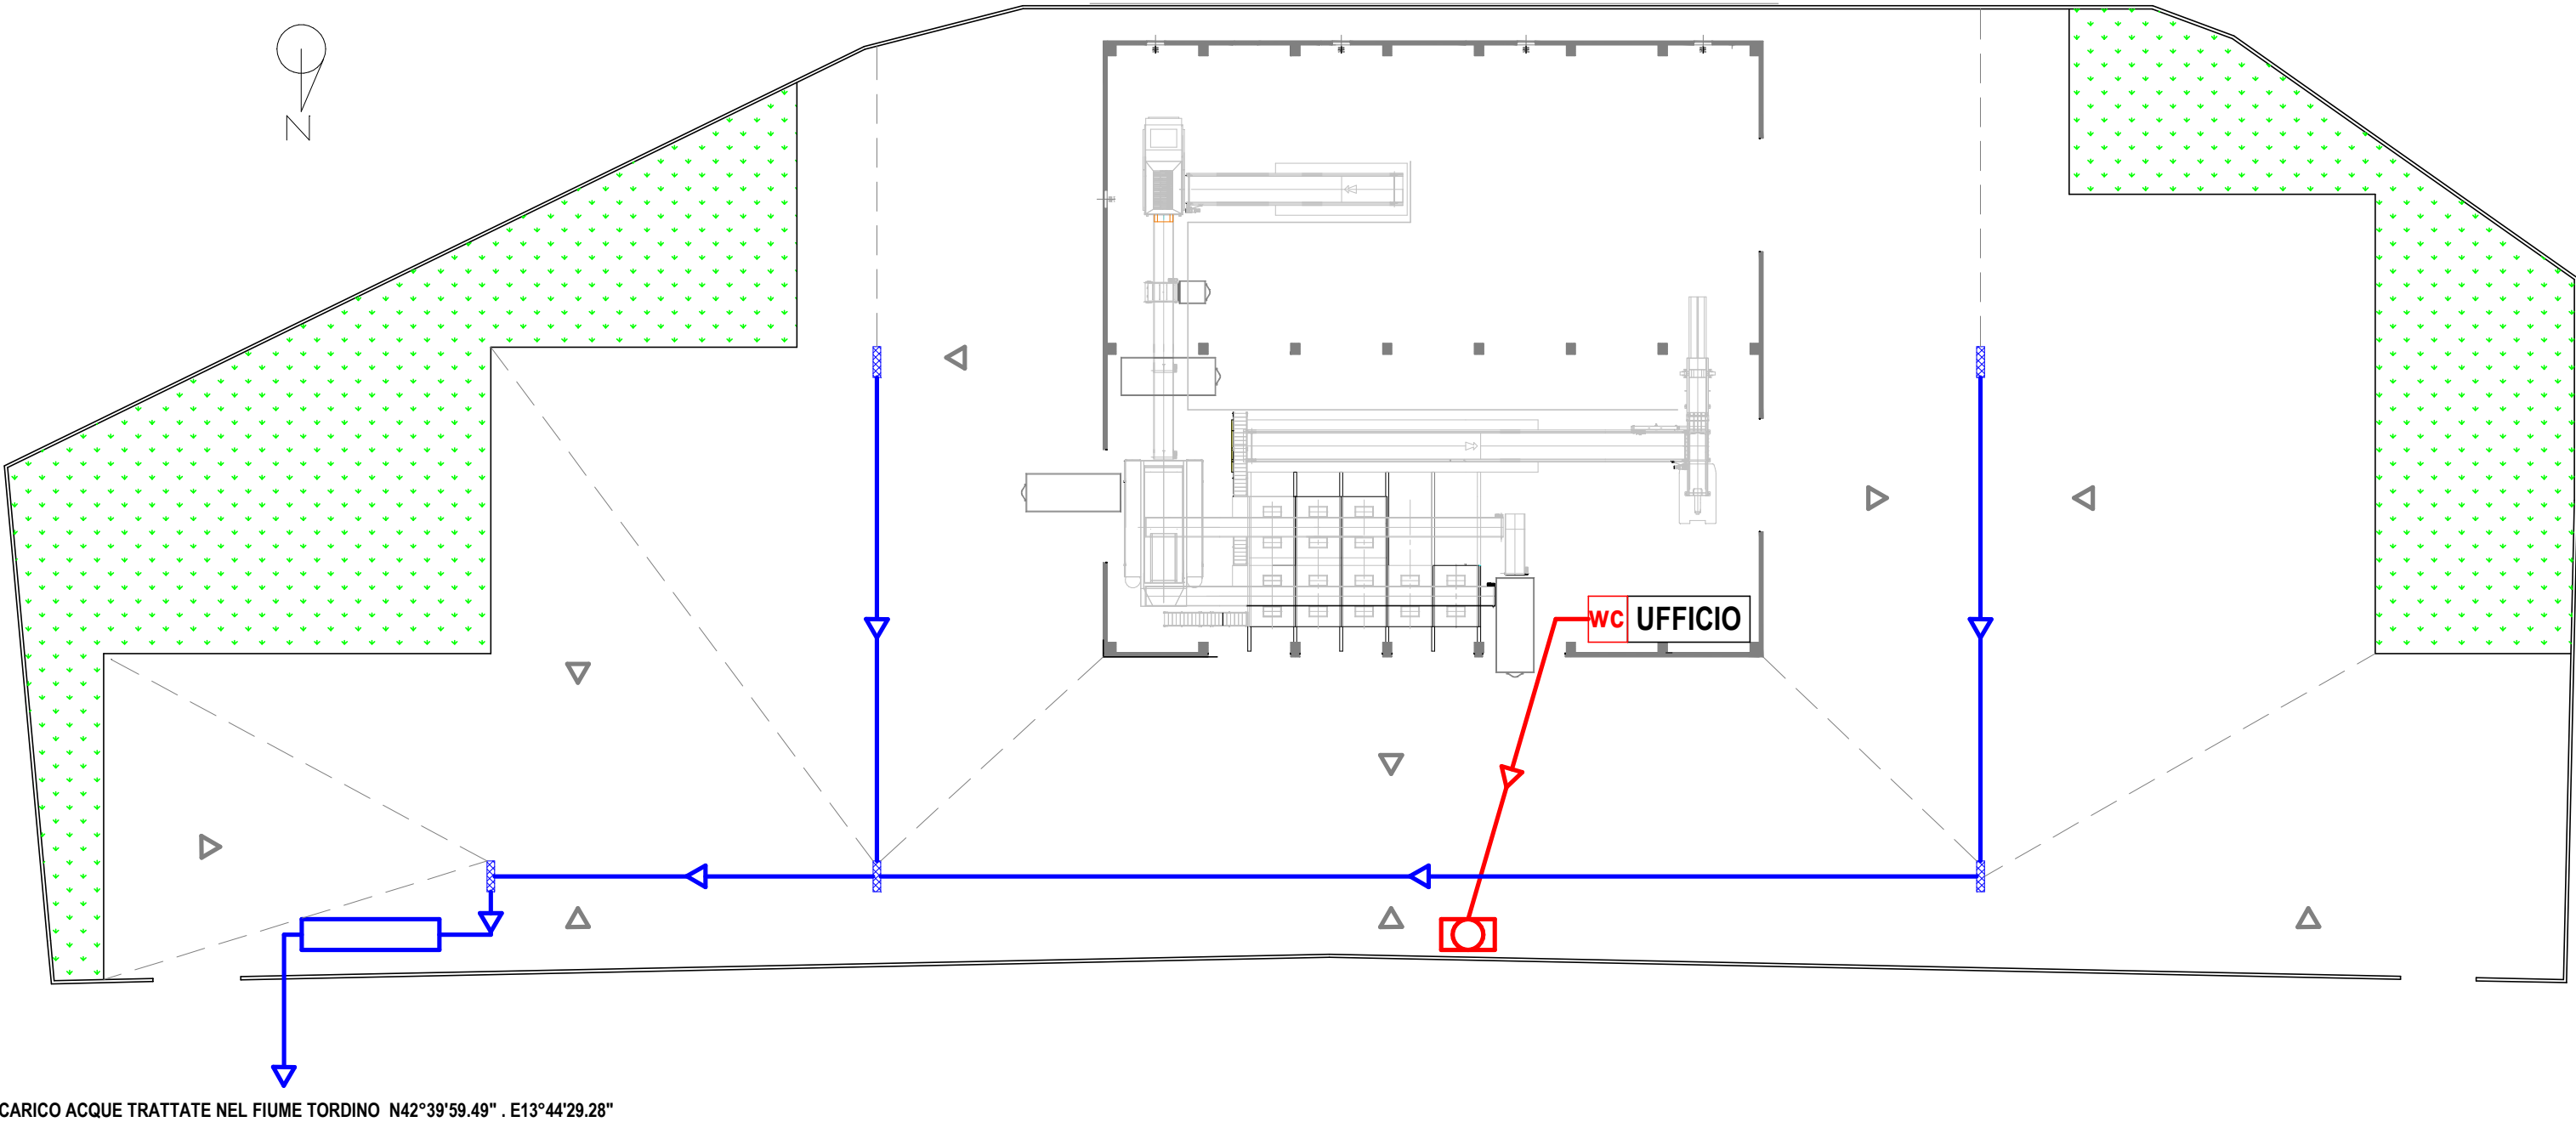 N
WC UFFICIO
CARICO ACQUE TRATTATE NEL FIUME TORDINO N42°39'59.49" . E13°44'29.28"